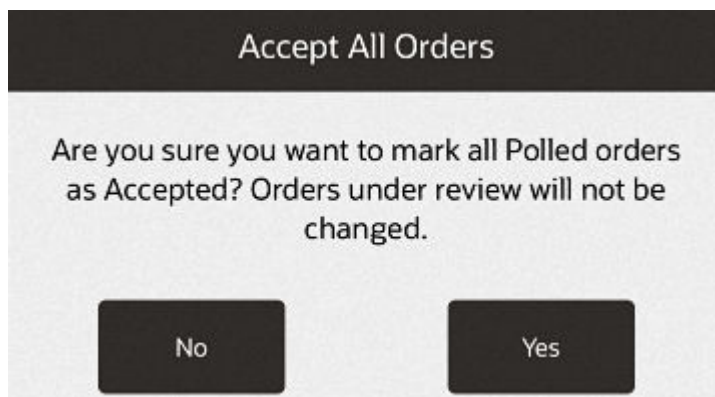 Accept All Orders
Are you sure you want to mark all Polled orders
as Accepted? Orders under review will not be
changed.
No
Yes